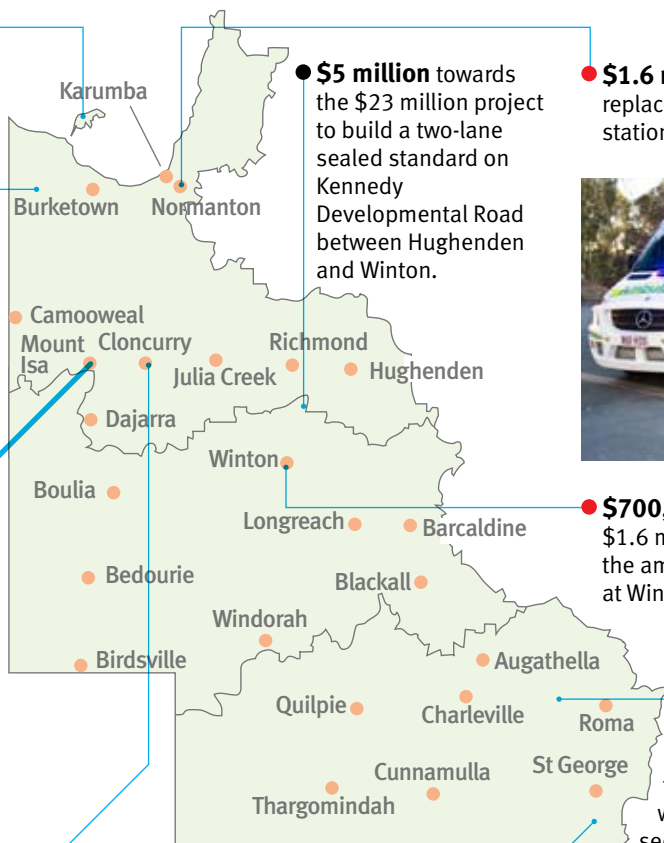 Karumba
$5 million towards
the $23 million project
to build a two-lane
sealed standard on
Kennedy
Developmental Road
between Hughenden
and Winton.
$1.6
replac
station
Burketown
Normanton
Camooweal
Mount
Isa
Cloncurry
Julia Creek
Richmond
Hughenden
Dajarra
Winton
Boulia
Longreach
Barcaldine
$700,
$1.6 m
the am
at Win
Bedourie
Blackall
Windorah
Birdsville
Augathella
Quilpie
Charleville
Roma
Cunnamulla
St George
Thargomindah